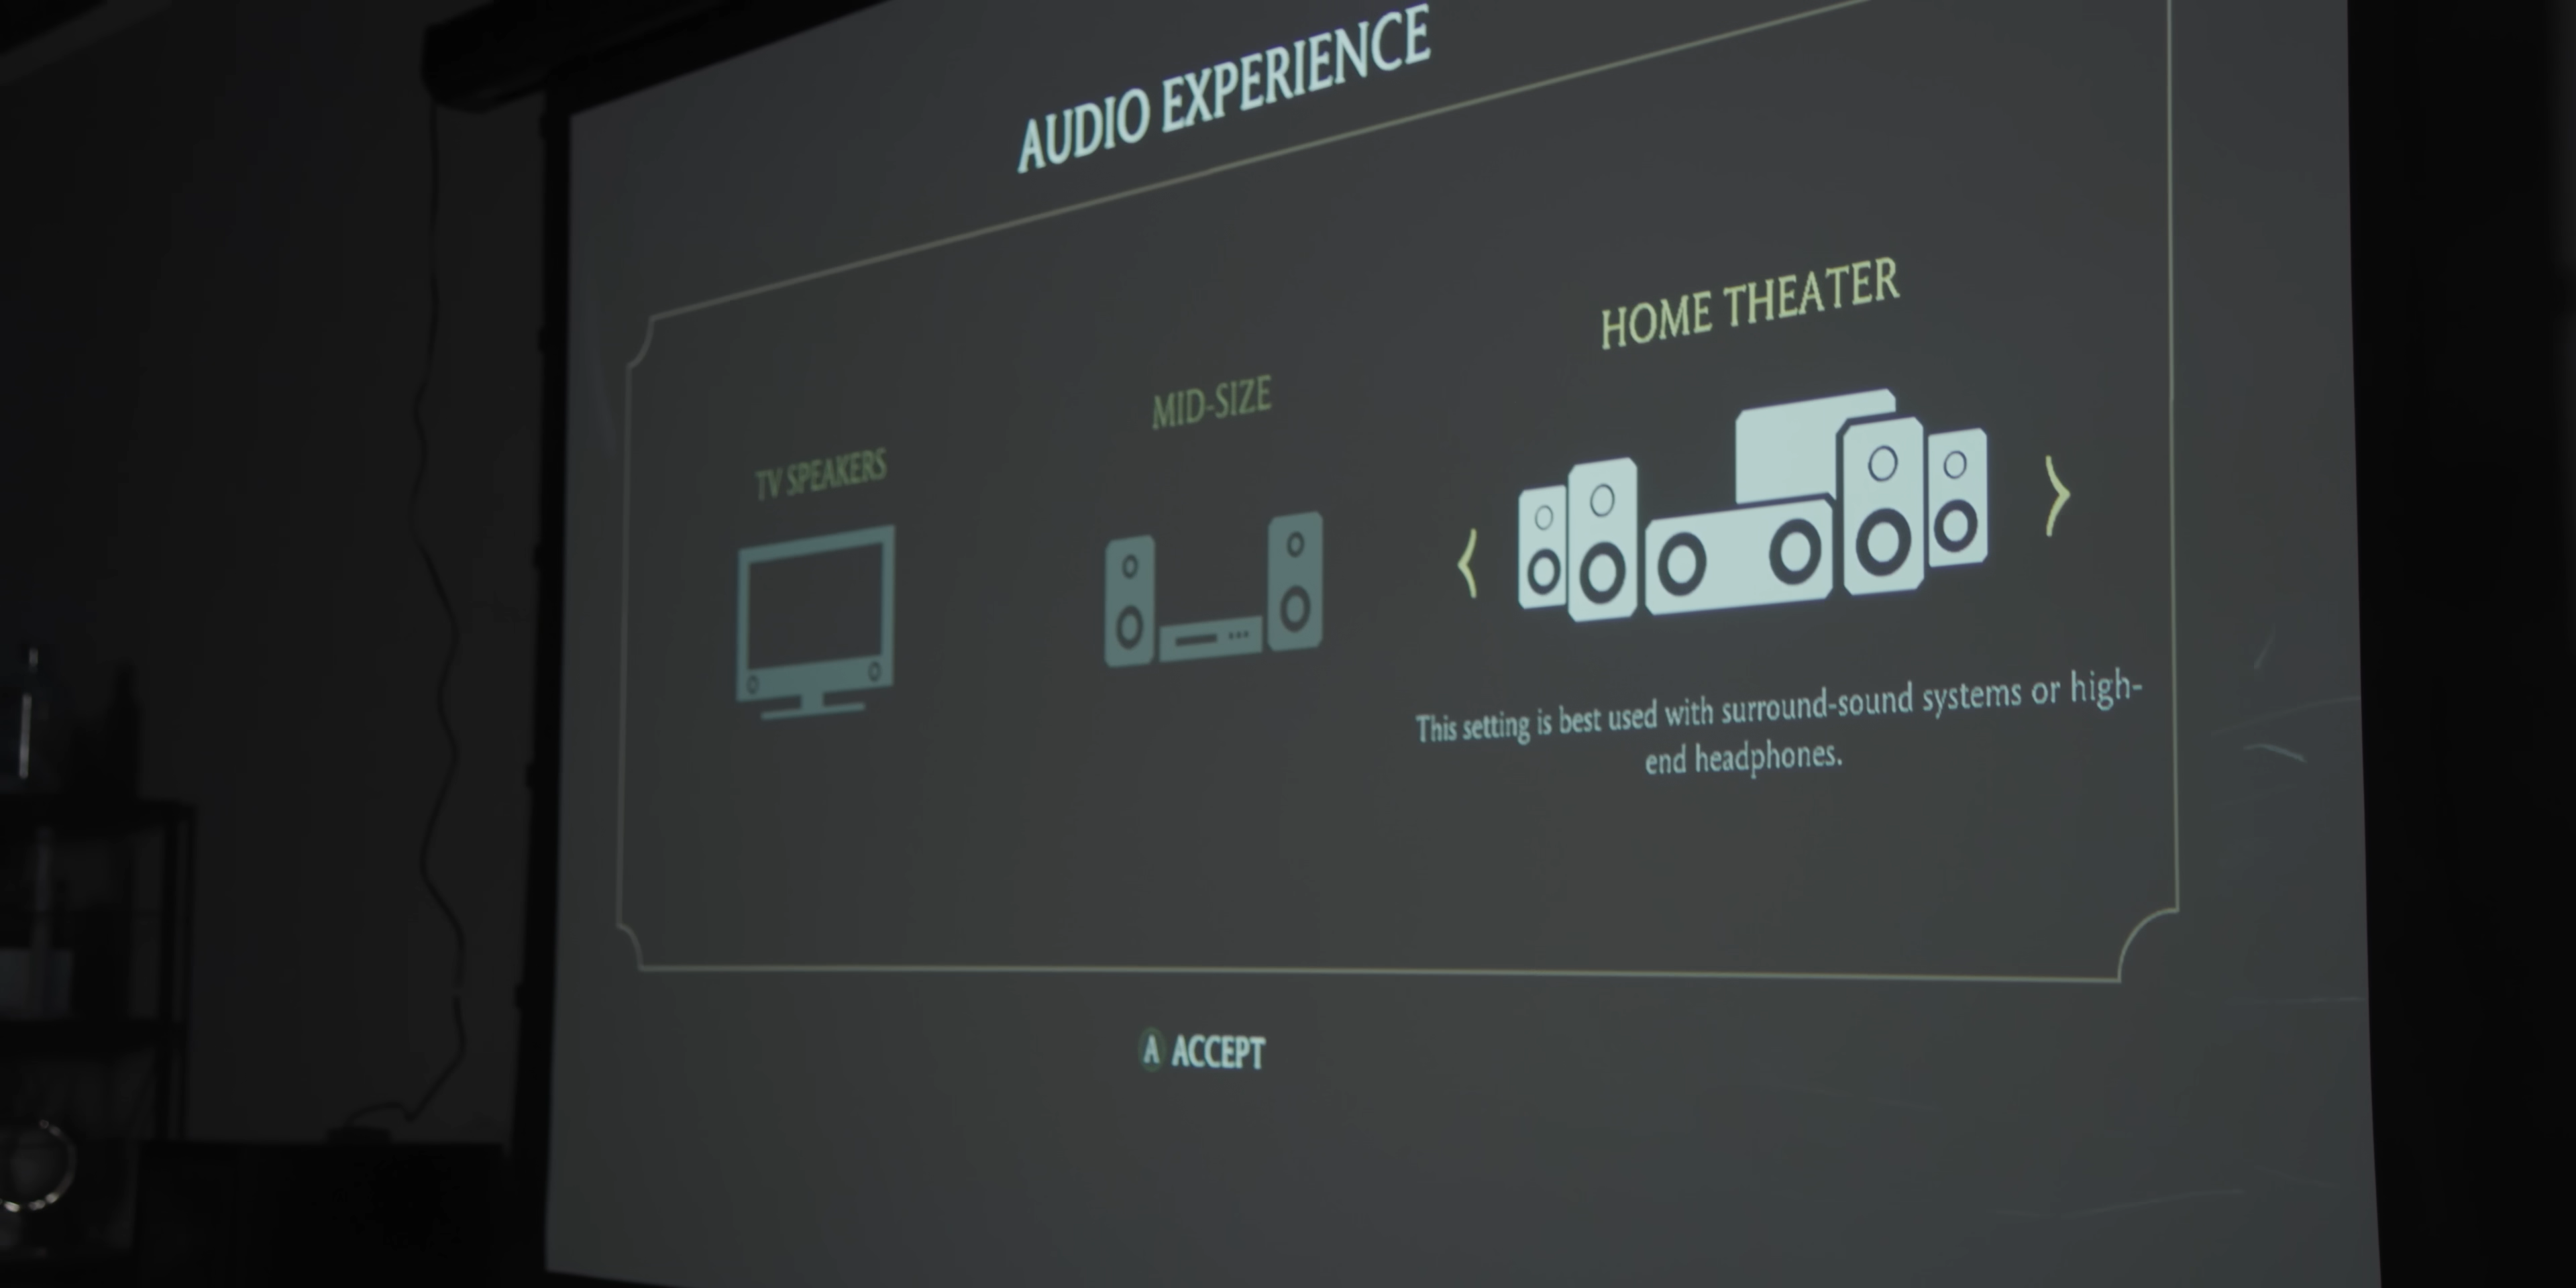 AUDIO EXPERIENCE
TV SPEAKERS
MID-SIZE
HOME THEATER
This setting is best used with surround-sound systems or high-
end headphones.
A ACCEPT